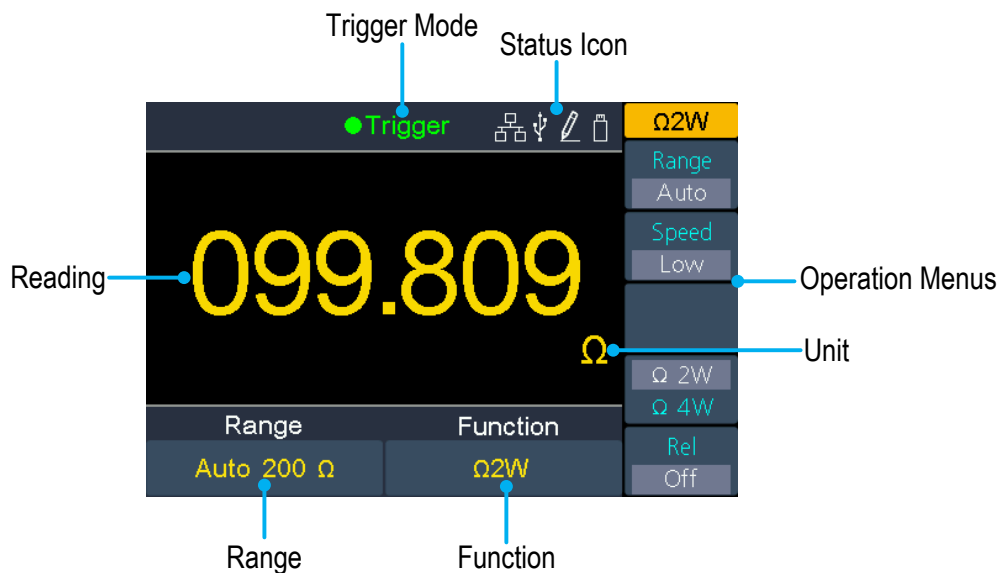 Trigger Mode
Status Icon
Trigger
Ω2W
Range
Auto
Speed
Low
Reading
099.809
Operation Menus
Ω
Unit
Ω 2W
Ω 4W
Range
Function
Rel
Auto 200 Ω
Ω2W
Off
Range
Function